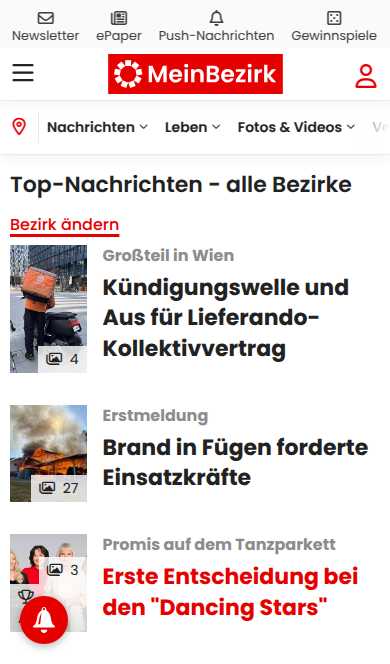 Newsletter ePaper Push-Nachrichten Gewinnspiele
MeinBezirk
Nachrichten Leben Fotos & Videos
Top-Nachrichten - alle Bezirke
Bezirk ändern
Großteil in Wien
Kündigungswelle und
Aus für Lieferando-
Kollektivvertrag
4
Erstmeldung
Brand in Fügen forderte
Einsatzkräfte
27
Promis auf dem Tanzparkett
Erste Entscheidung bei
den "Dancing Stars"
3